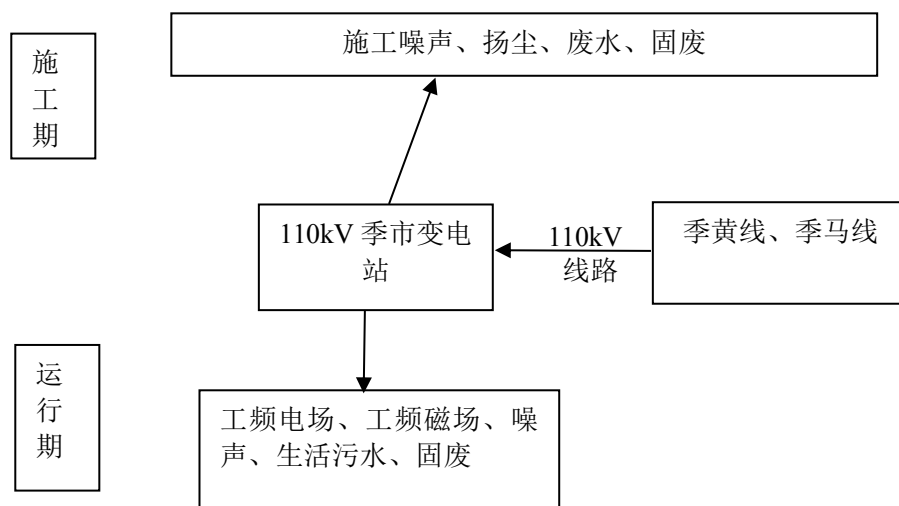 施工噪声、扬尘、废水、固废
施
工
期
110kV 季市变电
站
110kV
线路
季黄线、季马线
运
行
期
工频电场、工频磁场、噪
声、生活污水、固废